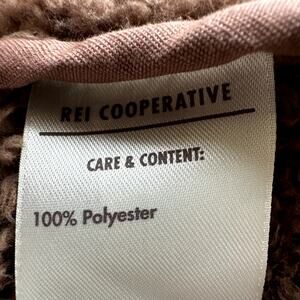 REI COOPERATIVE
CARE & CONTENT:
100% Polyester